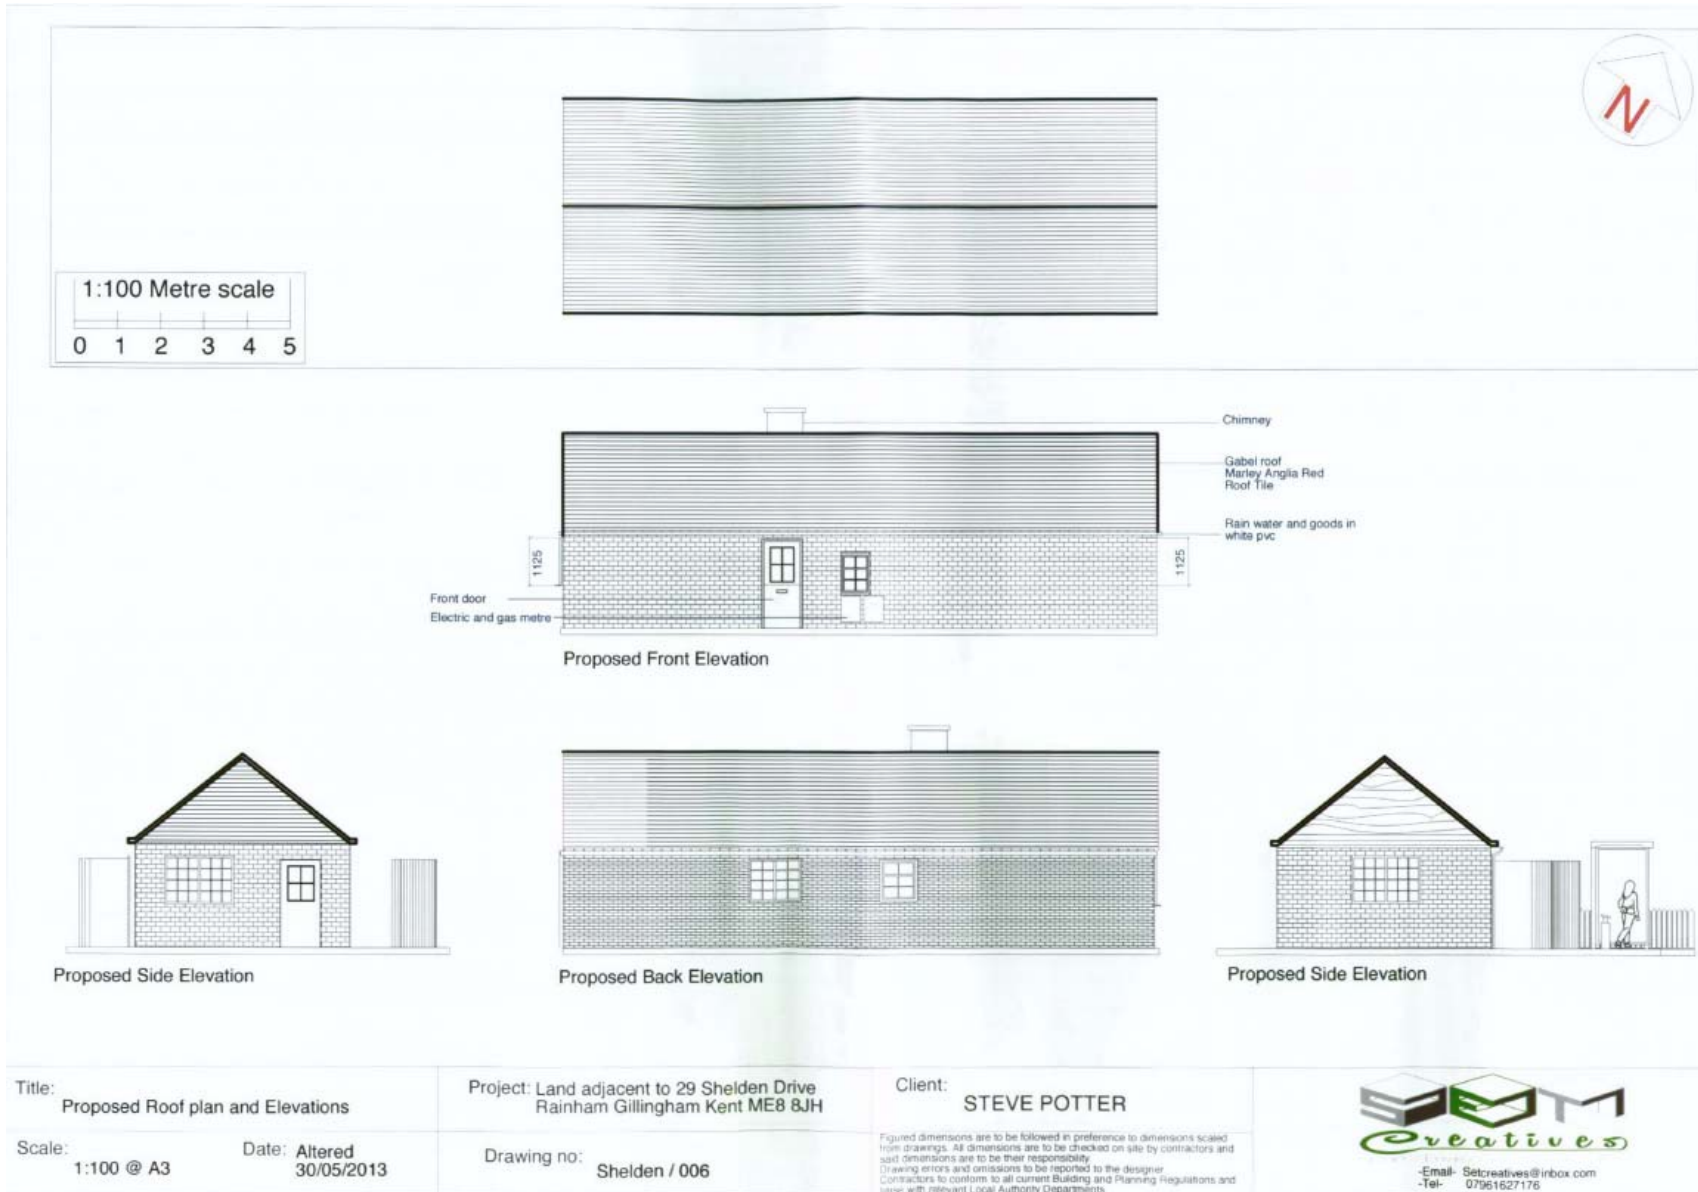 N
1:100 Metre scale
0 1 2 3 4 5
Chimney
Gabel roof
Marley Anglia Red
Roof Tile
Rain water and goods in
white pvc
1125
1125
Front door
Electric and gas metre
Proposed Front Elevation
Proposed Side Elevation
Proposed Back Elevation
Proposed Side Elevation
Title:
Proposed Roof plan and Elevations
Project: Land adjacent to 29 Shelden Drive
Rainham Gillingham Kent ME8 8JH
Client:
STEVE POTTER
Scale:
1:100 @ A3
Date: Altered
30/05/2013
Drawing no:
Shelden / 006
Figured dimensions are to be followed in preference to dimensions scaled
from drawings. All dimensions are to be checked on site by contractors and
said dimensions are to be their responsibility
Drawing errors and omissions to be reported to the designer
Contractors to conform to all current Building and Planning Regulations and
liase with relevant Local Authority Departments
Creatives
-Email- Setcreatives@inbox.com
-Tel- 07961627176